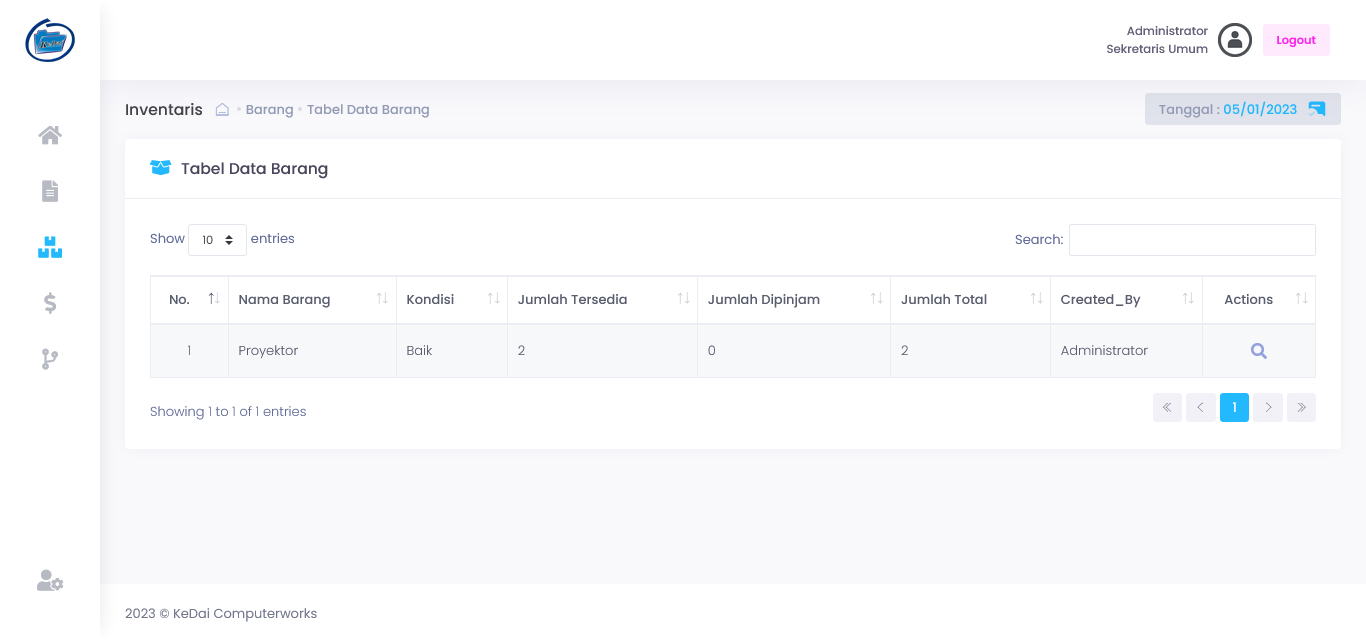 Administrator
Sekretaris Umum
Logout
Inventaris Barang Tabel Data Barang
Tanggal : 05/01/2023
Tabel Data Barang
Show 10 entries
Search:
No. Nama Barang Kondisi Jumlah Tersedia Jumlah Dipinjam Jumlah Total Created_By Actions
1 Proyektor Baik 2 0 2 Administrator
Showing 1 to 1 of 1 entries
1
2023 © KeDai Computerworks